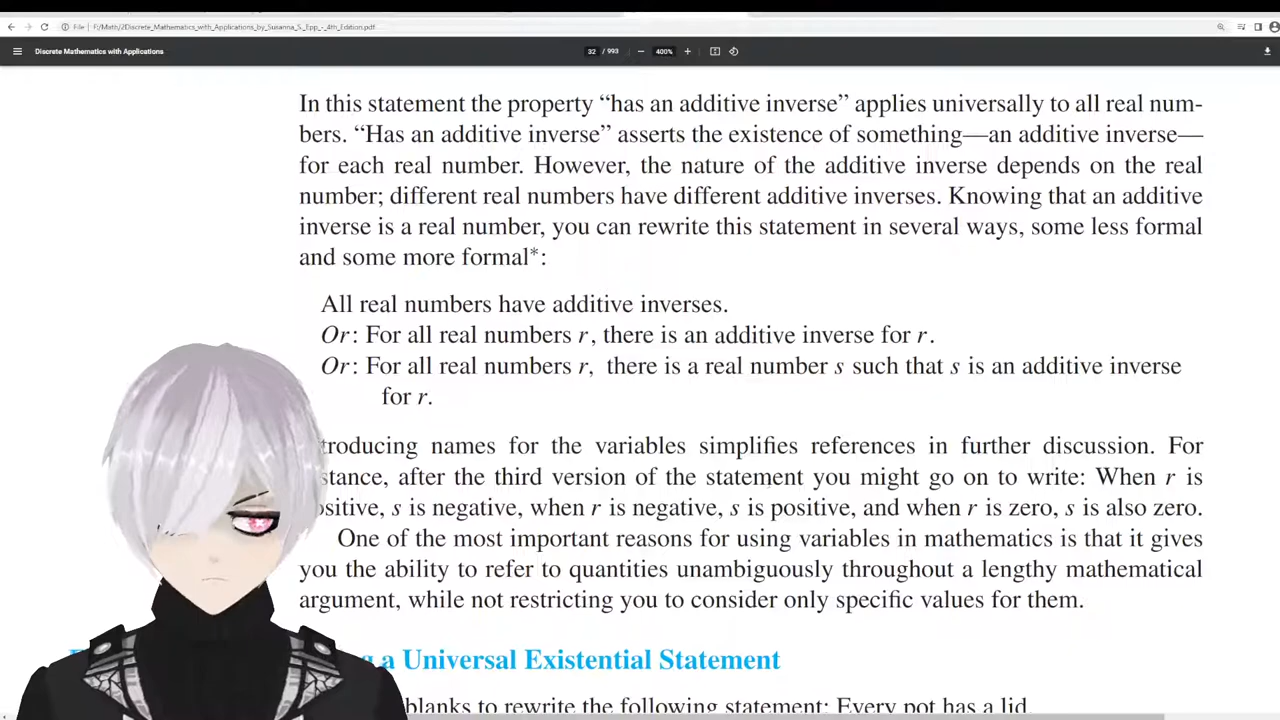 File | F:/Math/2Discrete_Mathematics_with_Applications_by_Susanna_S._Epp_-_4th_Edition.pdf
Discrete Mathematics with Applications
32 / 993
400%
In this statement the property “has an additive inverse” applies universally to all real num-
bers. “Has an additive inverse” asserts the existence of something—an additive inverse—
for each real number. However, the nature of the additive inverse depends on the real
number; different real numbers have different additive inverses. Knowing that an additive
inverse is a real number, you can rewrite this statement in several ways, some less formal
and some more formal*:
All real numbers have additive inverses.
Or: For all real numbers r, there is an additive inverse for r.
Or: For all real numbers r, there is a real number s such that s is an additive inverse
for r.
troducing names for the variables simplifies references in further discussion. For
stance, after the third version of the statement you might go on to write: When r is
ositive, s is negative, when r is negative, s is positive, and when r is zero, s is also zero.
One of the most important reasons for using variables in mathematics is that it gives
you the ability to refer to quantities unambiguously throughout a lengthy mathematical
argument, while not restricting you to consider only specific values for them.
g a Universal Existential Statement
blanks to rewrite the following statement: Every pot has a lid.